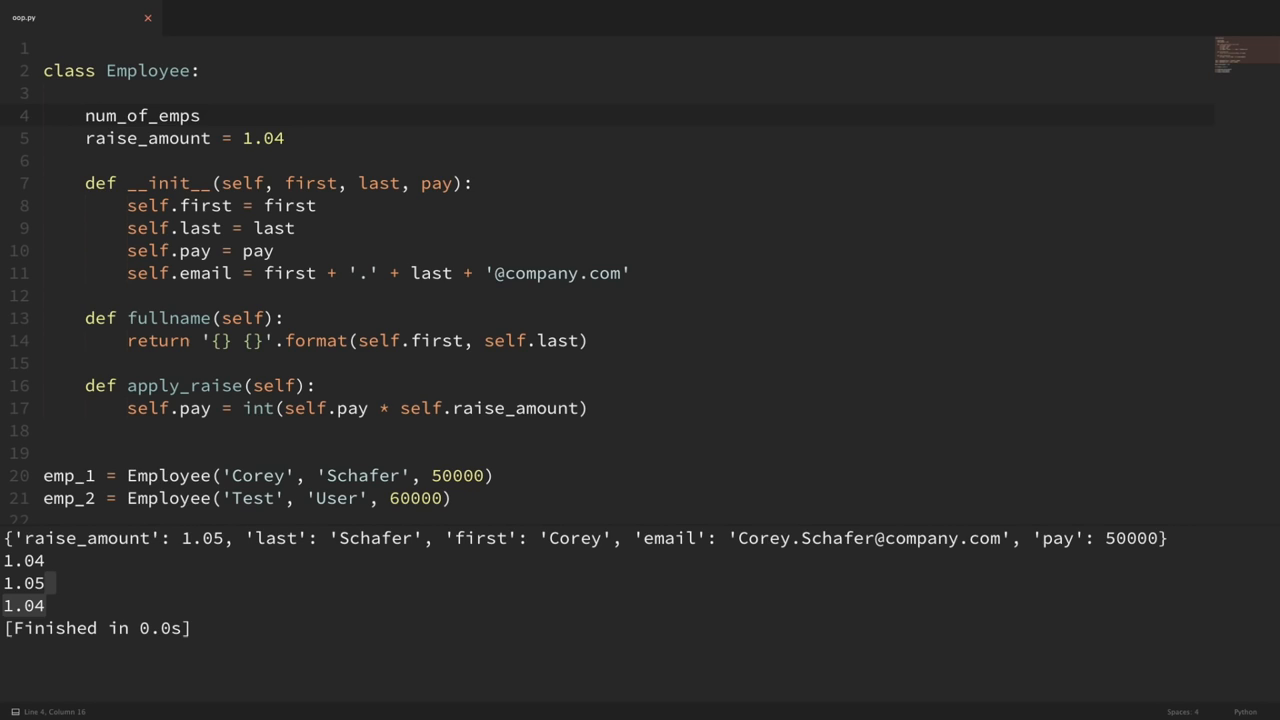 oop.py
1
2 class Employee:
3
4     num_of_emps
5     raise_amount = 1.04
6
7     def __init__(self, first, last, pay):
8         self.first = first
9         self.last = last
10         self.pay = pay
11         self.email = first + '.' + last + '@company.com'
12
13     def fullname(self):
14         return '{} {}'.format(self.first, self.last)
15
16     def apply_raise(self):
17         self.pay = int(self.pay * self.raise_amount)
18
19
20 emp_1 = Employee('Corey', 'Schafer', 50000)
21 emp_2 = Employee('Test', 'User', 60000)
22
{'raise_amount': 1.05, 'last': 'Schafer', 'first': 'Corey', 'email': 'Corey.Schafer@company.com', 'pay': 50000}
1.04
1.05
1.04
[Finished in 0.0s]
Line 4, Column 16 Spaces: 4 Python